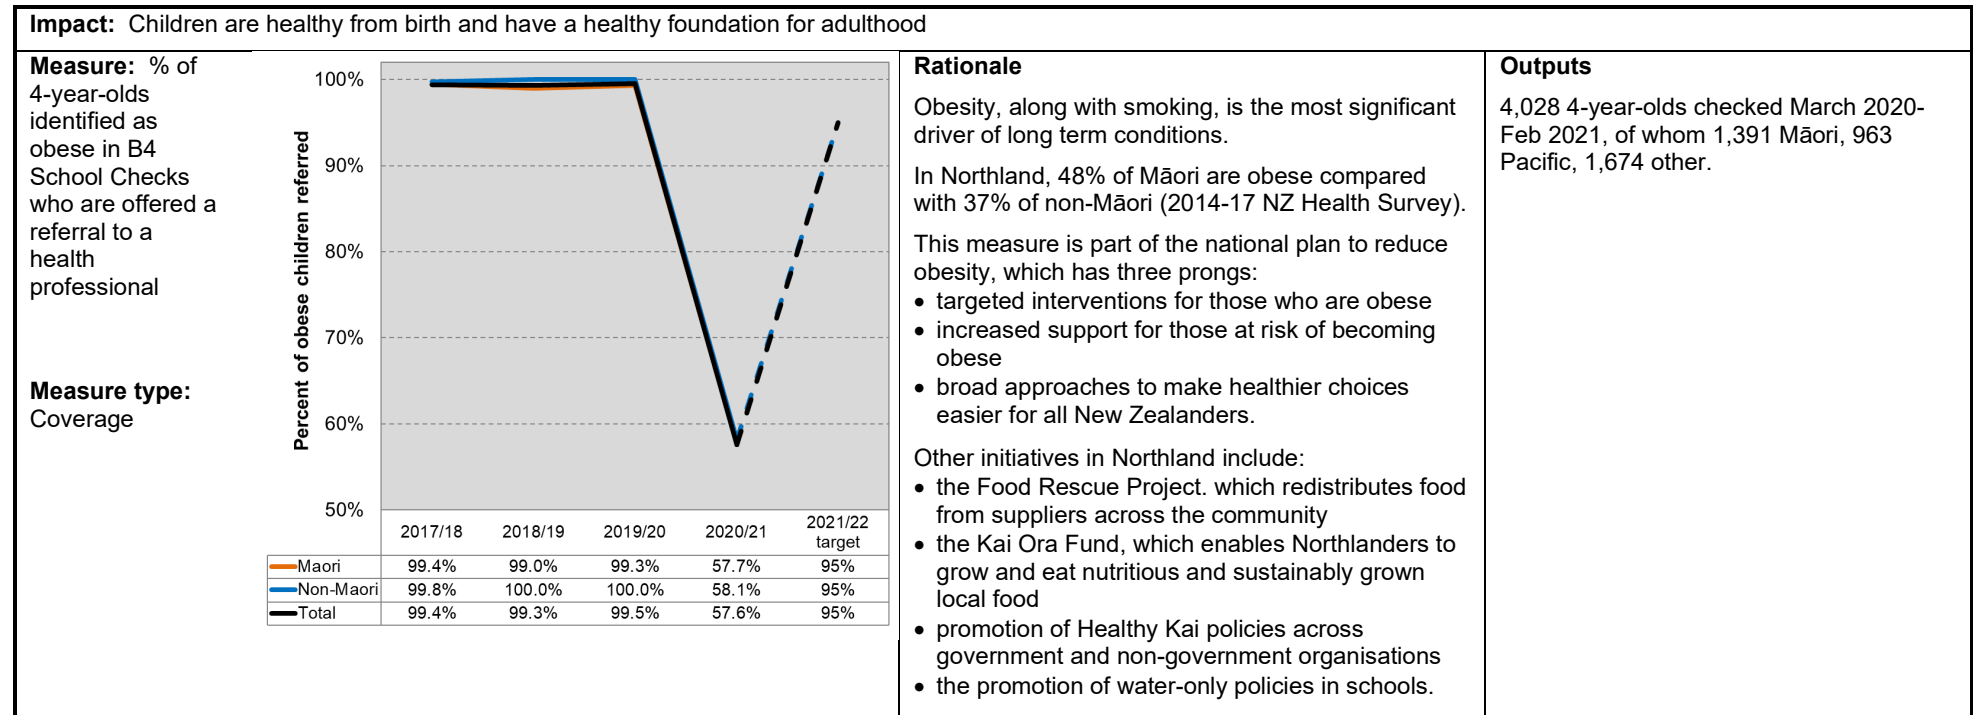 Impact: Children are healthy from birth and have a healthy foundation for adulthood
Measure: % of
4-year-olds
identified as
obese in B4
School Checks
who are offered a
referral to a
health
professional
Measure type:
Coverage
Percent of obese children referred
100%
90%
80%
70%
60%
50%
2017/18 2018/19 2019/20 2020/21 2021/22
target
Maori 99.4% 99.0% 99.3% 57.7% 95%
Non-Maori 99.8% 100.0% 100.0% 58.1% 95%
Total 99.4% 99.3% 99.5% 57.6% 95%
Rationale
Obesity, along with smoking, is the most significant
driver of long term conditions.
In Northland, 48% of Māori are obese compared
with 37% of non-Māori (2014-17 NZ Health Survey).
This measure is part of the national plan to reduce
obesity, which has three prongs:
• targeted interventions for those who are obese
• increased support for those at risk of becoming
obese
• broad approaches to make healthier choices
easier for all New Zealanders.
Other initiatives in Northland include:
• the Food Rescue Project. which redistributes food
from suppliers across the community
• the Kai Ora Fund, which enables Northlanders to
grow and eat nutritious and sustainably grown
local food
• promotion of Healthy Kai policies across
government and non-government organisations
• the promotion of water-only policies in schools.
Outputs
4,028 4-year-olds checked March 2020-
Feb 2021, of whom 1,391 Māori, 963
Pacific, 1,674 other.